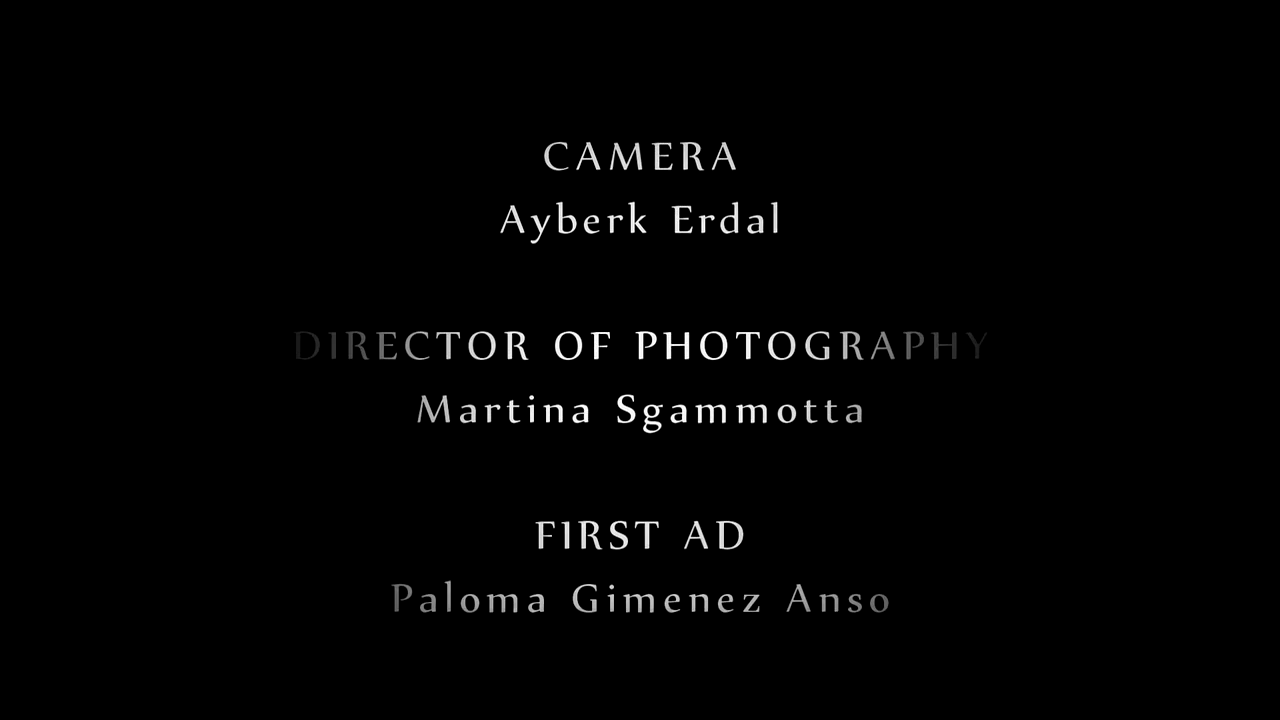 CAMERA
Ayberk Erdal
DIRECTOR OF PHOTOGRAPHY
Martina Sgammotta
FIRST AD
Paloma Gimenez Anso